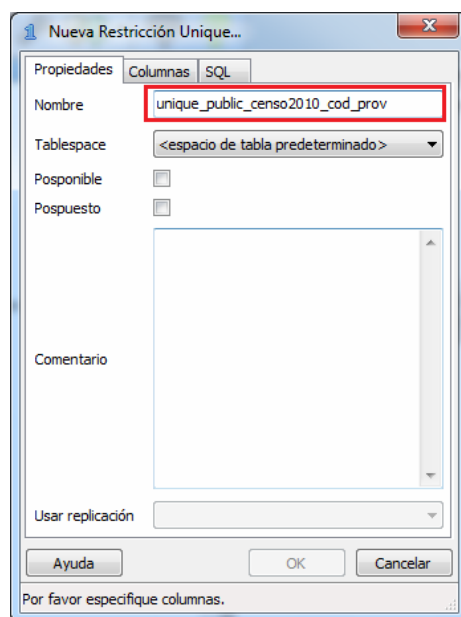 Nueva Restricción Unique...
Propiedades Columnas SQL
Nombre unique_public_censo2010_cod_prov
Tablespace <espacio de tabla predeterminado>
Posponible
Pospuesto
Comentario
Usar replicación
Ayuda OK Cancelar
Por favor especifique columnas.